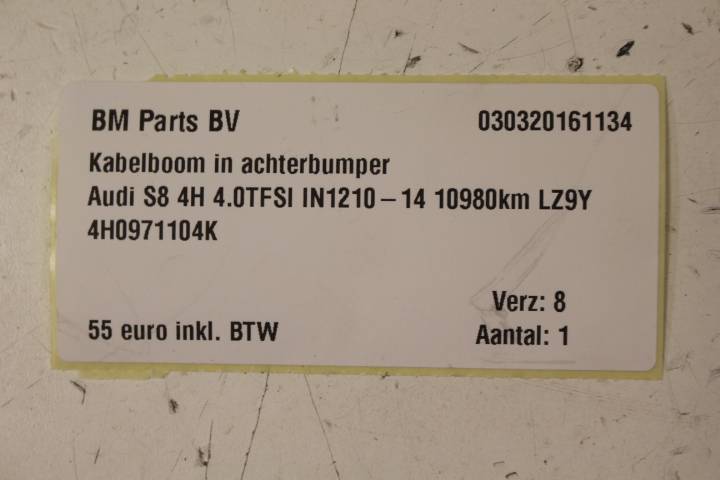 BM Parts BV 030320161134
Kabelboom in achterbumper
Audi S8 4H 4.0TFSI IN1210-14 10980km LZ9Y
4H0971104K
Verz: 8
55 euro inkl. BTW Aantal: 1